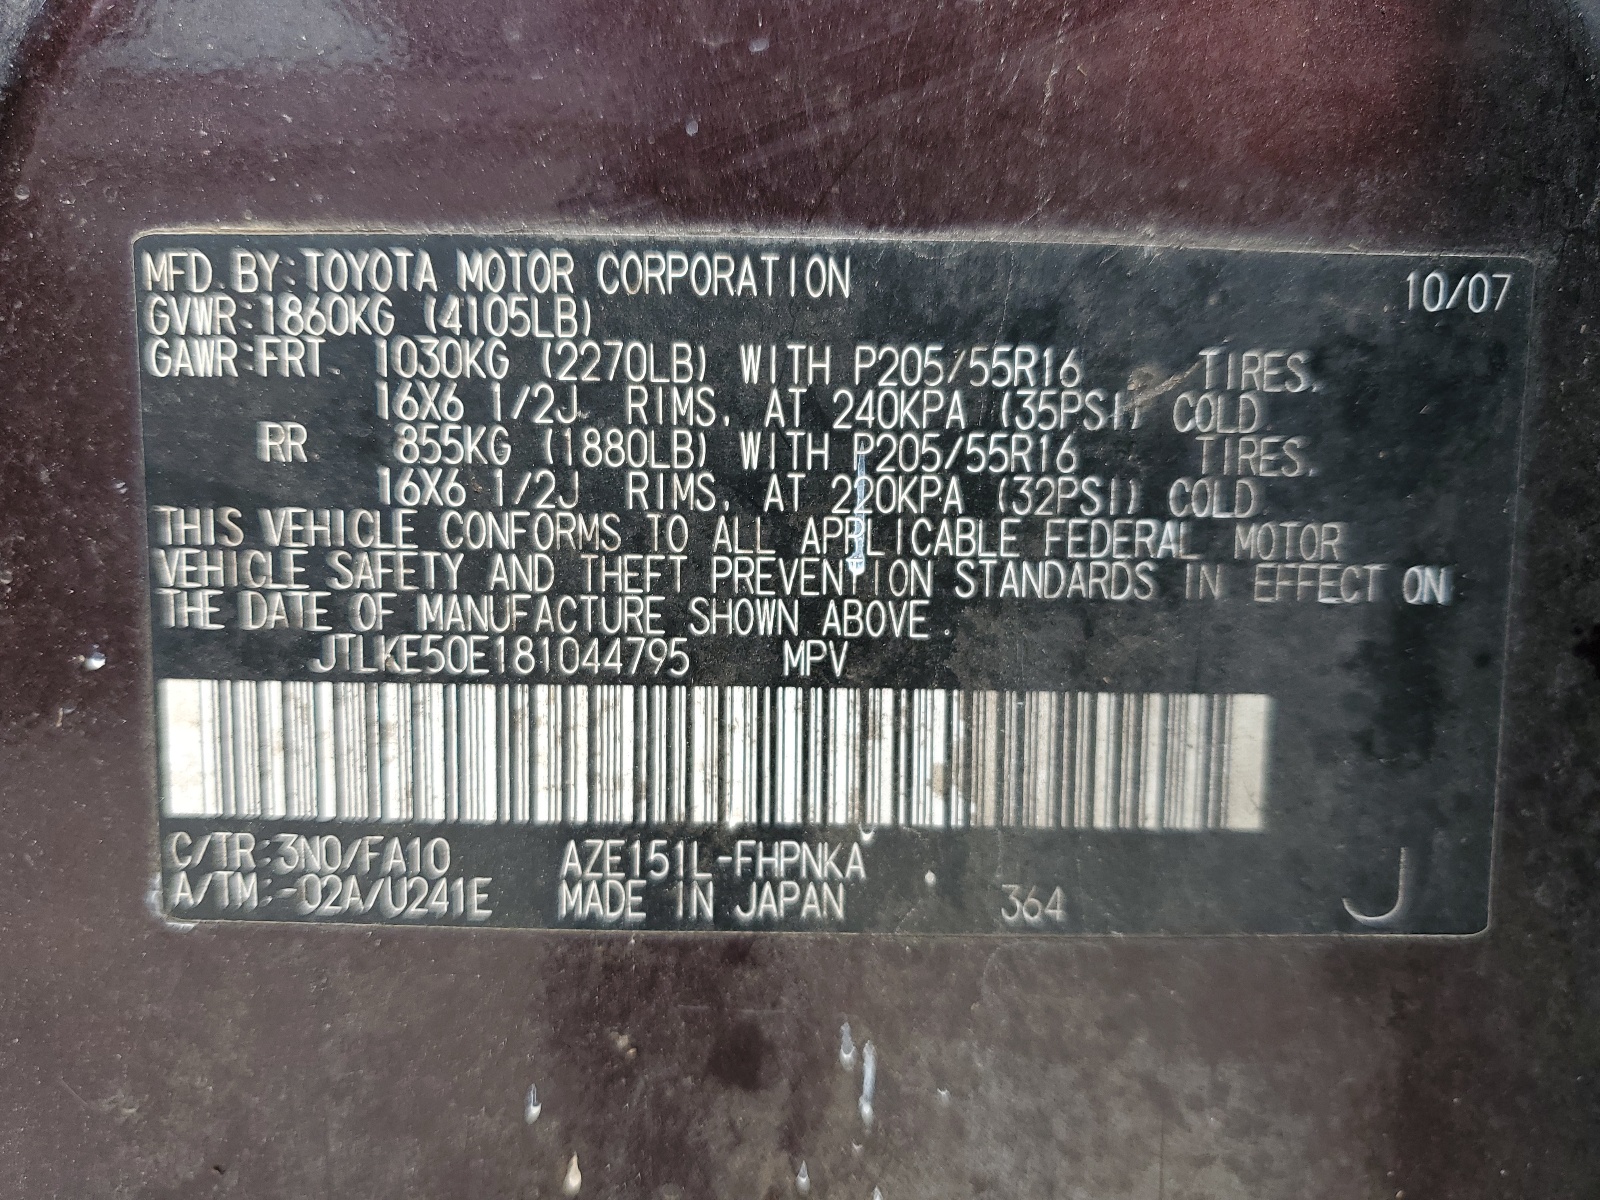 MFD. BY: TOYOTA MOTOR CORPORATION 10/07
GVWR: 1860KG (4105LB)
GAWR: FRT. 1030KG (2270LB) WITH P205/55R16 TIRES,
16X6 1/2J RIMS, AT 240KPA (35PSI) COLD
RR 855KG (1880LB) WITH P205/55R16 TIRES,
16X6 1/2J RIMS, AT 220KPA (32PSI) COLD
THIS VEHICLE CONFORMS TO ALL APPLICABLE FEDERAL MOTOR
VEHICLE SAFETY AND THEFT PREVENTION STANDARDS IN EFFECT ON
THE DATE OF MANUFACTURE SHOWN ABOVE.
JTLKE50E181044795 MPV
C/TR: 3N0/FA10 AZE151L-FHPNKA
A/TM: -02A/U241E MADE IN JAPAN 364 J